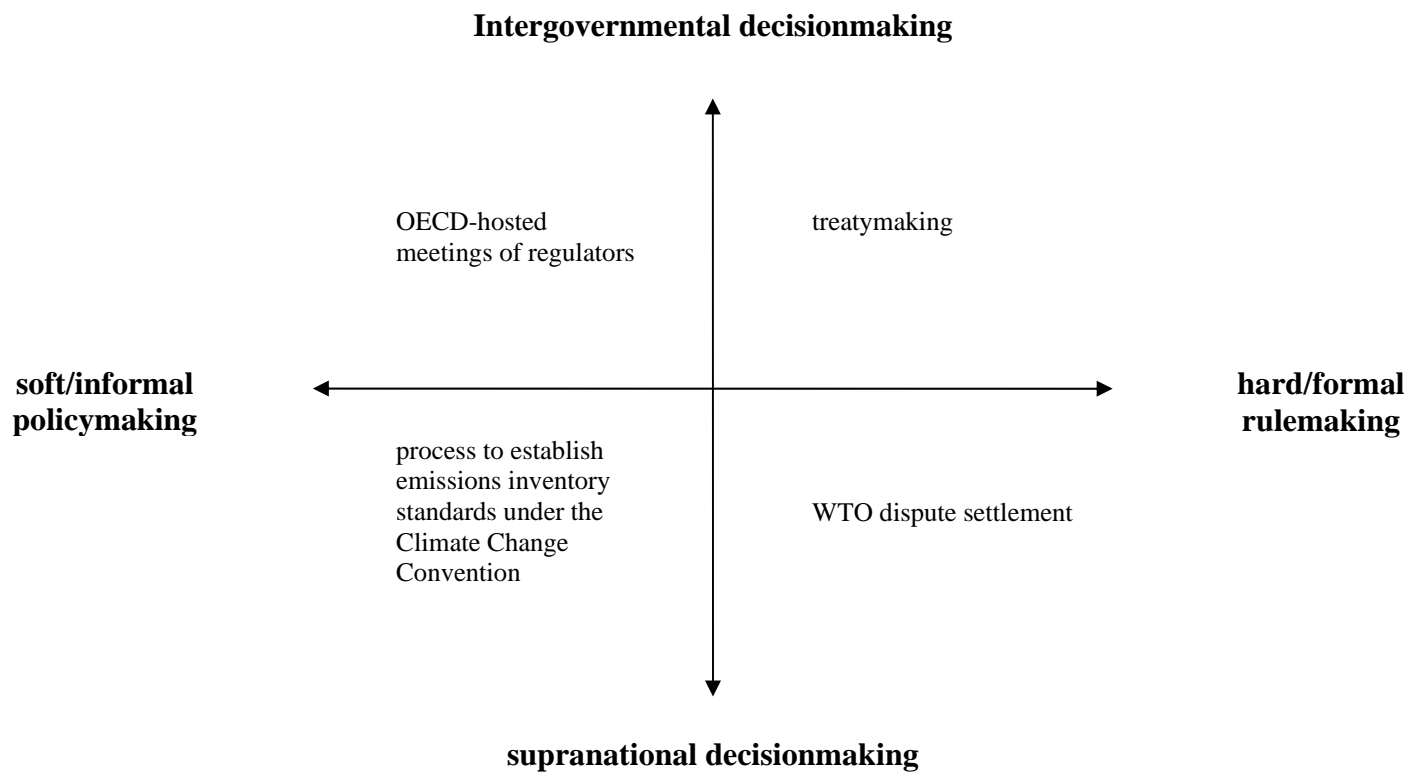 Intergovernmental decisionmaking
OECD-hosted
meetings of regulators
treatymaking
soft/informal
policymaking
hard/formal
rulemaking
process to establish
emissions inventory
standards under the
Climate Change
Convention
WTO dispute settlement
supranational decisionmaking